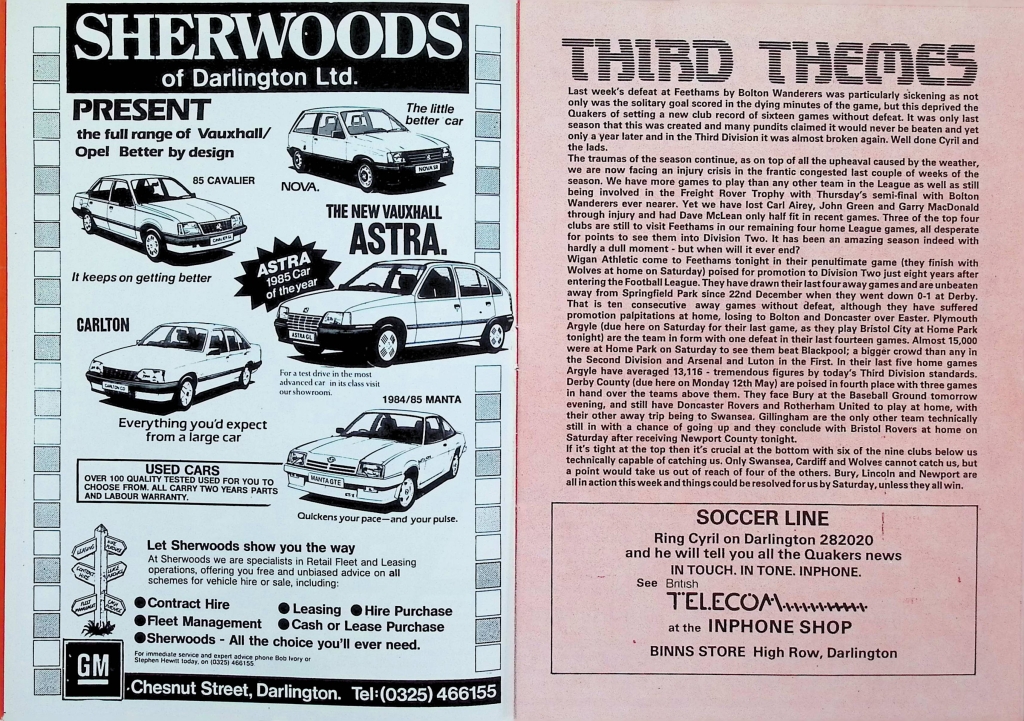 SHERWOODS
of Darlington Ltd.
PRESENT
the full range of Vauxhall/
Opel Better by design
The little
better car
NOVA SR
NOVA.
85 CAVALIER
CAVALIER GL
It keeps on getting better
THE NEW VAUXHALL
ASTRA.
ASTRA
1985 Car
of the year
ASTRA GL
CARLTON
CARLTON CD
For a test drive in the most
advanced car in its class visit
our showroom.
Everything you'd expect
from a large car
1984/85 MANTA
MANTA GTE
Quickens your pace—and your pulse.
USED CARS
OVER 100 QUALITY TESTED USED FOR YOU TO
CHOOSE FROM. ALL CARRY TWO YEARS PARTS
AND LABOUR WARRANTY.
LEASING
HIRE PURCHASE
CONTRACT HIRE
LEASE PURCHASE
FLEET MANAGEMENT
Let Sherwoods show you the way
At Sherwoods we are specialists in Retail Fleet and Leasing
operations, offering you free and unbiased advice on all
schemes for vehicle hire or sale, including:
● Contract Hire ● Leasing ● Hire Purchase
● Fleet Management ● Cash or Lease Purchase
● Sherwoods - All the choice you'll ever need.
For immediate service and expert advice phone Bob Ivory or
Stephen Hewitt today, on (0325) 466155
GM
Chesnut Street, Darlington. Tel: (0325) 466155
THIRD THEMES
Last week's defeat at Feethams by Bolton Wanderers was particularly sickening as not
only was the solitary goal scored in the dying minutes of the game, but this deprived the
Quakers of setting a new club record of sixteen games without defeat. It was only last
season that this was created and many pundits claimed it would never be beaten and yet
only a year later and in the Third Division it was almost broken again. Well done Cyril and
the lads.
The traumas of the season continue, as on top of all the upheaval caused by the weather,
we are now facing an injury crisis in the frantic congested last couple of weeks of the
season. We have more games to play than any other team in the League as well as still
being involved in the Freight Rover Trophy with Thursday's semi-final with Bolton
Wanderers ever nearer. Yet we have lost Carl Airey, John Green and Garry MacDonald
through injury and had Dave McLean only half fit in recent games. Three of the top four
clubs are still to visit Feethams in our remaining four home League games, all desperate
for points to see them into Division Two. It has been an amazing season indeed with
hardly a dull moment - but when will it ever end?
Wigan Athletic come to Feethams tonight in their penultimate game (they finish with
Wolves at home on Saturday) poised for promotion to Division Two just eight years after
entering the Football League. They have drawn their last four away games and are unbeaten
away from Springfield Park since 22nd December when they went down 0-1 at Derby.
That is ten consecutive away games without defeat, although they have suffered
promotion palpitations at home, losing to Bolton and Doncaster over Easter. Plymouth
Argyle (due here on Saturday for their last game, as they play Bristol City at Home Park
tonight) are the team in form with one defeat in their last fourteen games. Almost 15,000
were at Home Park on Saturday to see them beat Blackpool; a bigger crowd than any in
the Second Division and Arsenal and Luton in the First. In their last five home games
Argyle have averaged 13,116 - tremendous figures by today's Third Division standards.
Derby County (due here on Monday 12th May) are poised in fourth place with three games
in hand over the teams above them. They face Bury at the Baseball Ground tomorrow
evening, and still have Doncaster Rovers and Rotherham United to play at home, with
their other away trip being to Swansea. Gillingham are the only other team technically
still in with a chance of going up and they conclude with Bristol Rovers at home on
Saturday after receiving Newport County tonight.
If it's tight at the top then it's crucial at the bottom with six of the nine clubs below us
technically capable of catching us. Only Swansea, Cardiff and Wolves cannot catch us, but
a point would take us out of reach of four of the others. Bury, Lincoln and Newport are
all in action this week and things could be resolved for us by Saturday, unless they all win.
SOCCER LINE
Ring Cyril on Darlington 282020
and he will tell you all the Quakers news
IN TOUCH. IN TONE. INPHONE.
See British
TELECOM
at the INPHONE SHOP
BINNS STORE High Row, Darlington